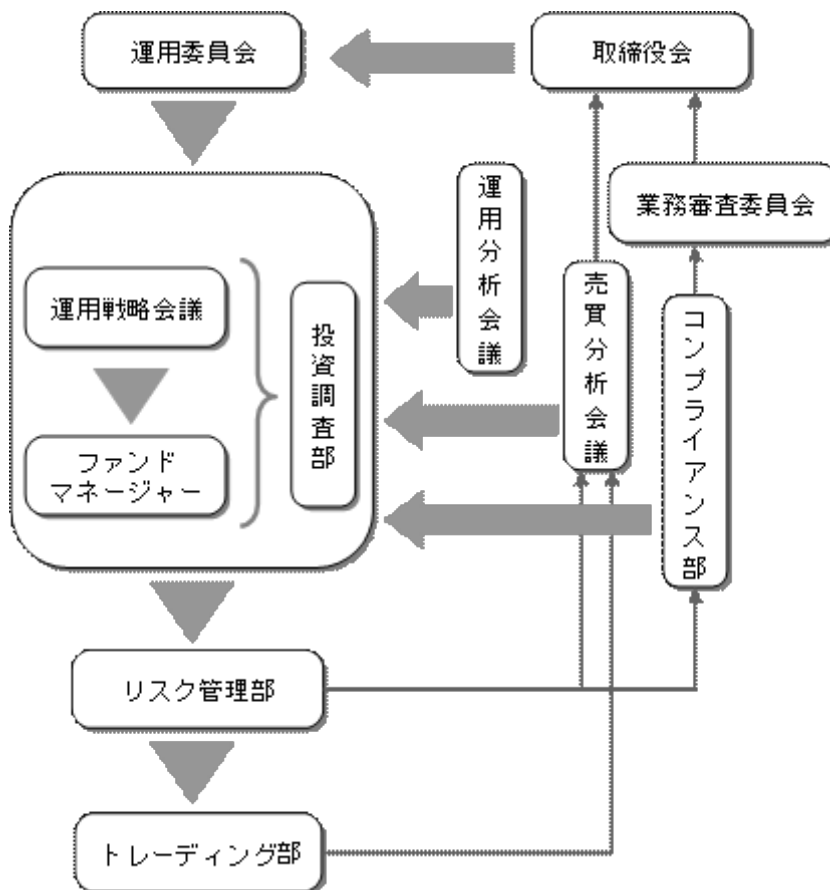 運用委員会
取締役会
業務審査委員会
運用分析会議
売買分析会議
コンプライアンス部
運用戦略会議
投資調査部
ファンド
マネージャー
リスク管理部
トレーディング部